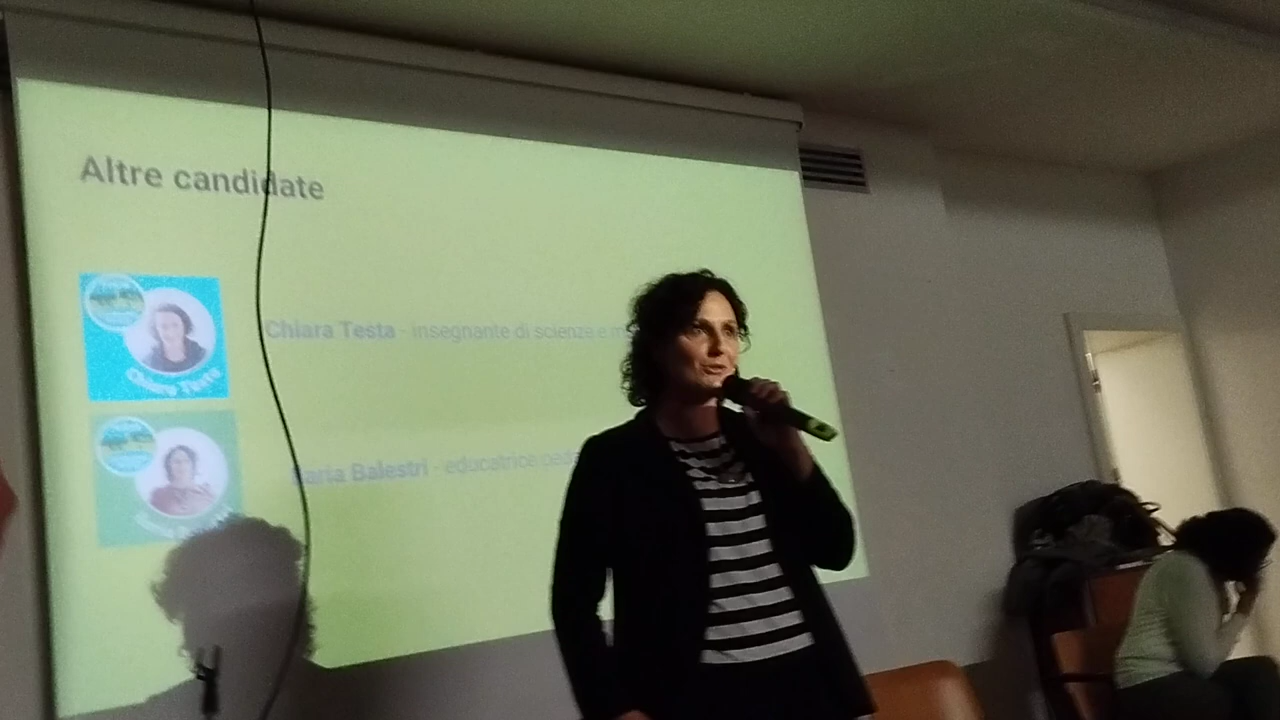 Altre candidate
Chiara Testa - insegnante di scienze e m
Chiara Testa
Ilaria Balestri - educatrice